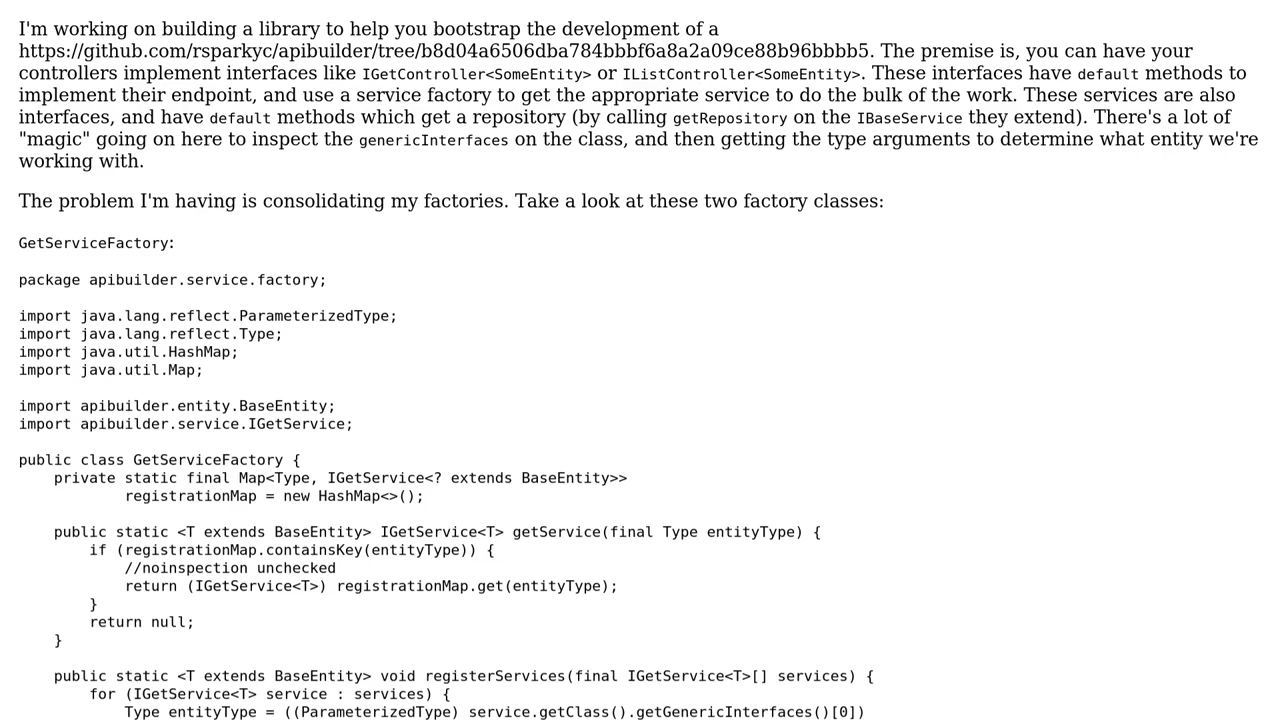 I'm working on building a library to help you bootstrap the development of a
https://github.com/rsparkyc/apibuilder/tree/b8d04a6506dba784bbbf6a8a2a09ce88b96bbbb5. The premise is, you can have your
controllers implement interfaces like IGetController<SomeEntity> or IListController<SomeEntity>. These interfaces have default methods to
implement their endpoint, and use a service factory to get the appropriate service to do the bulk of the work. These services are also
interfaces, and have default methods which get a repository (by calling getRepository on the IBaseService they extend). There's a lot of
"magic" going on here to inspect the genericInterfaces on the class, and then getting the type arguments to determine what entity we're
working with.
The problem I'm having is consolidating my factories. Take a look at these two factory classes:
GetServiceFactory:
package apibuilder.service.factory;
import java.lang.reflect.ParameterizedType;
import java.lang.reflect.Type;
import java.util.HashMap;
import java.util.Map;
import apibuilder.entity.BaseEntity;
import apibuilder.service.IGetService;
public class GetServiceFactory {
    private static final Map<Type, IGetService<? extends BaseEntity>>
            registrationMap = new HashMap<>();
    public static <T extends BaseEntity> IGetService<T> getService(final Type entityType) {
        if (registrationMap.containsKey(entityType)) {
            //noinspection unchecked
            return (IGetService<T>) registrationMap.get(entityType);
        }
        return null;
    }
    public static <T extends BaseEntity> void registerServices(final IGetService<T>[] services) {
        for (IGetService<T> service : services) {
            Type entityType = ((ParameterizedType) service.getClass().getGenericInterfaces()[0])